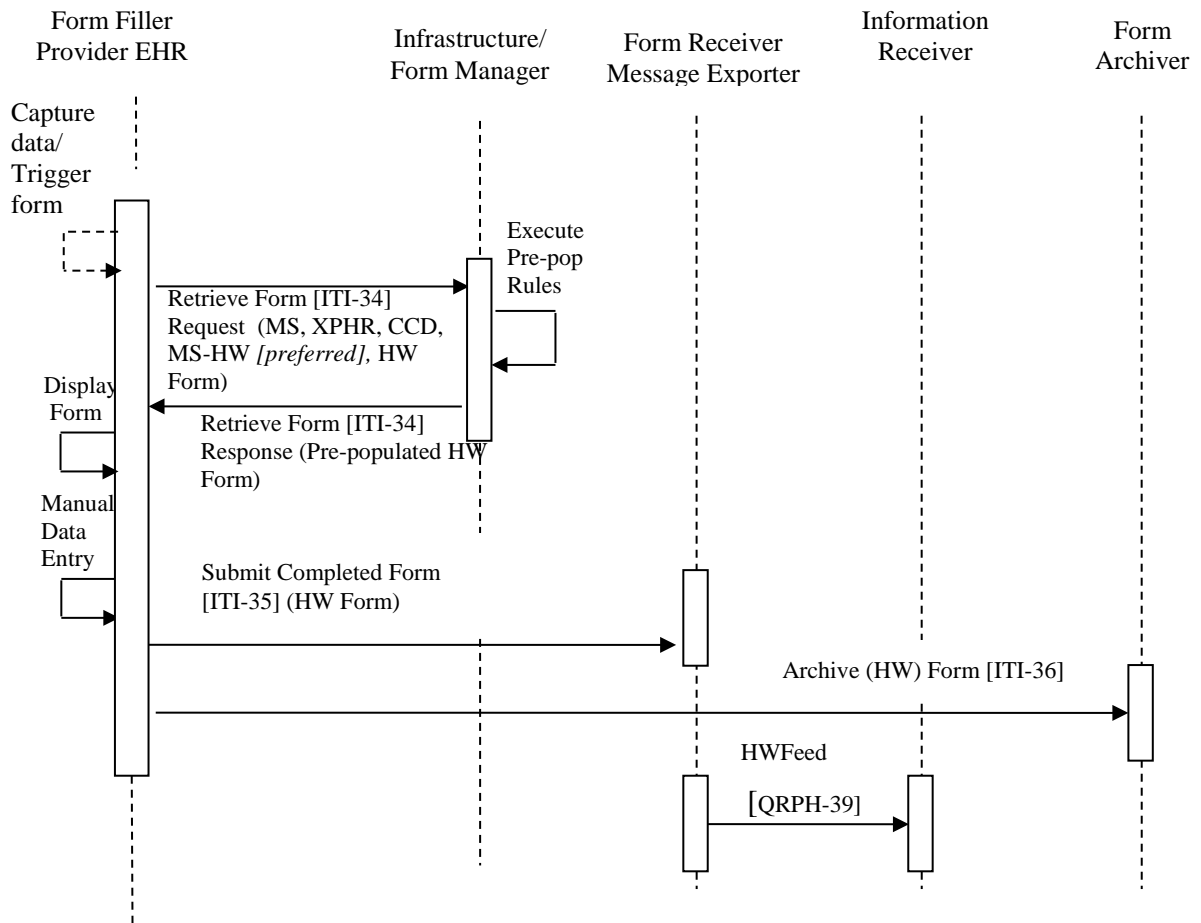 Form Filler
Provider EHR
Infrastructure/
Form Manager
Form Receiver
Message Exporter
Information
Receiver
Form
Archiver
Capture
data/
Trigger
form
Execute
Pre-pop
Rules
Retrieve Form [ITI-34]
Request (MS, XPHR, CCD,
MS-HW [preferred], HW
Form)
Display
Form
Retrieve Form [ITI-34]
Response (Pre-populated HW
Form)
Manual
Data
Entry
Submit Completed Form
[ITI-35] (HW Form)
Archive (HW) Form [ITI-36]
HWFeed
[QRPH-39]